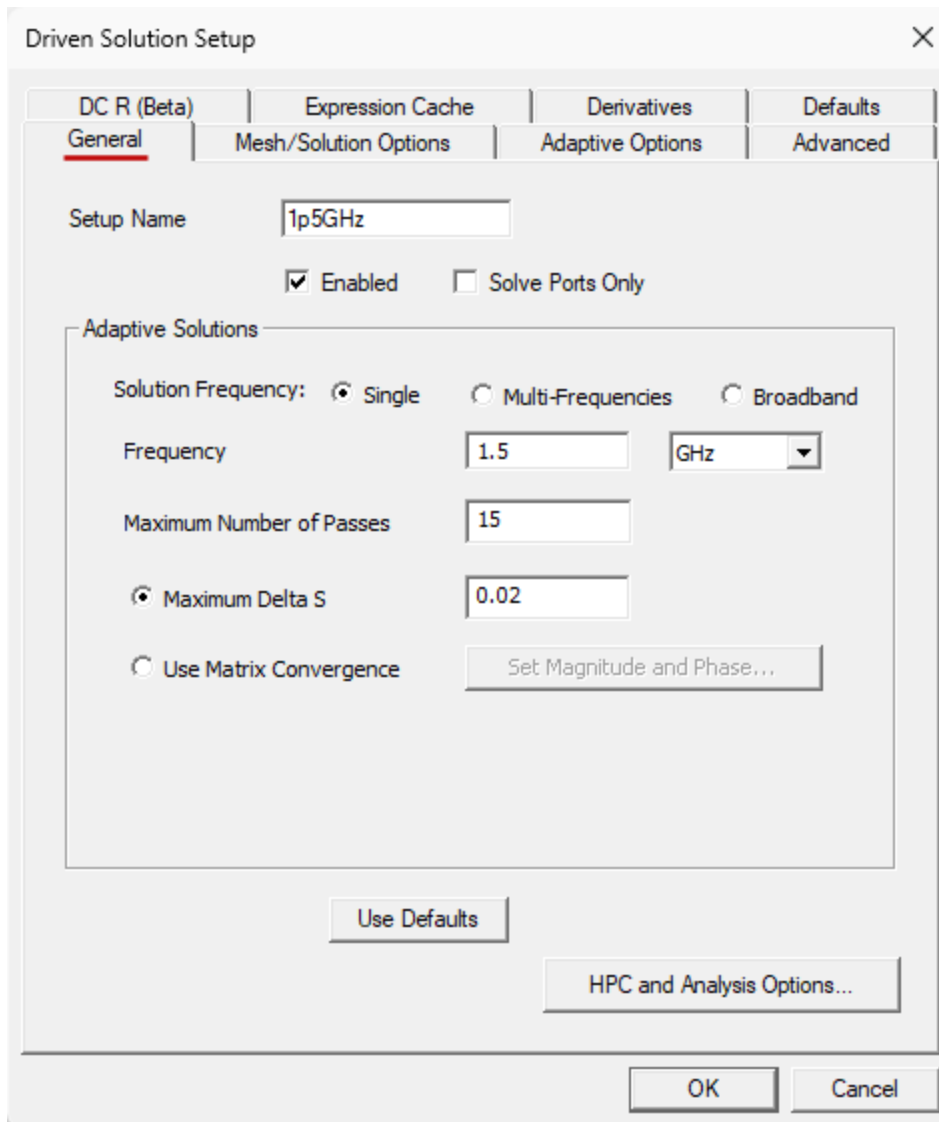 Driven Solution Setup
DC R (Beta) Expression Cache Derivatives Defaults
General Mesh/Solution Options Adaptive Options Advanced
Setup Name 1p5GHz
Enabled Solve Ports Only
Adaptive Solutions
Solution Frequency: Single Multi-Frequencies Broadband
Frequency 1.5 GHz
Maximum Number of Passes 15
Maximum Delta S 0.02
Use Matrix Convergence Set Magnitude and Phase...
Use Defaults
HPC and Analysis Options...
OK Cancel